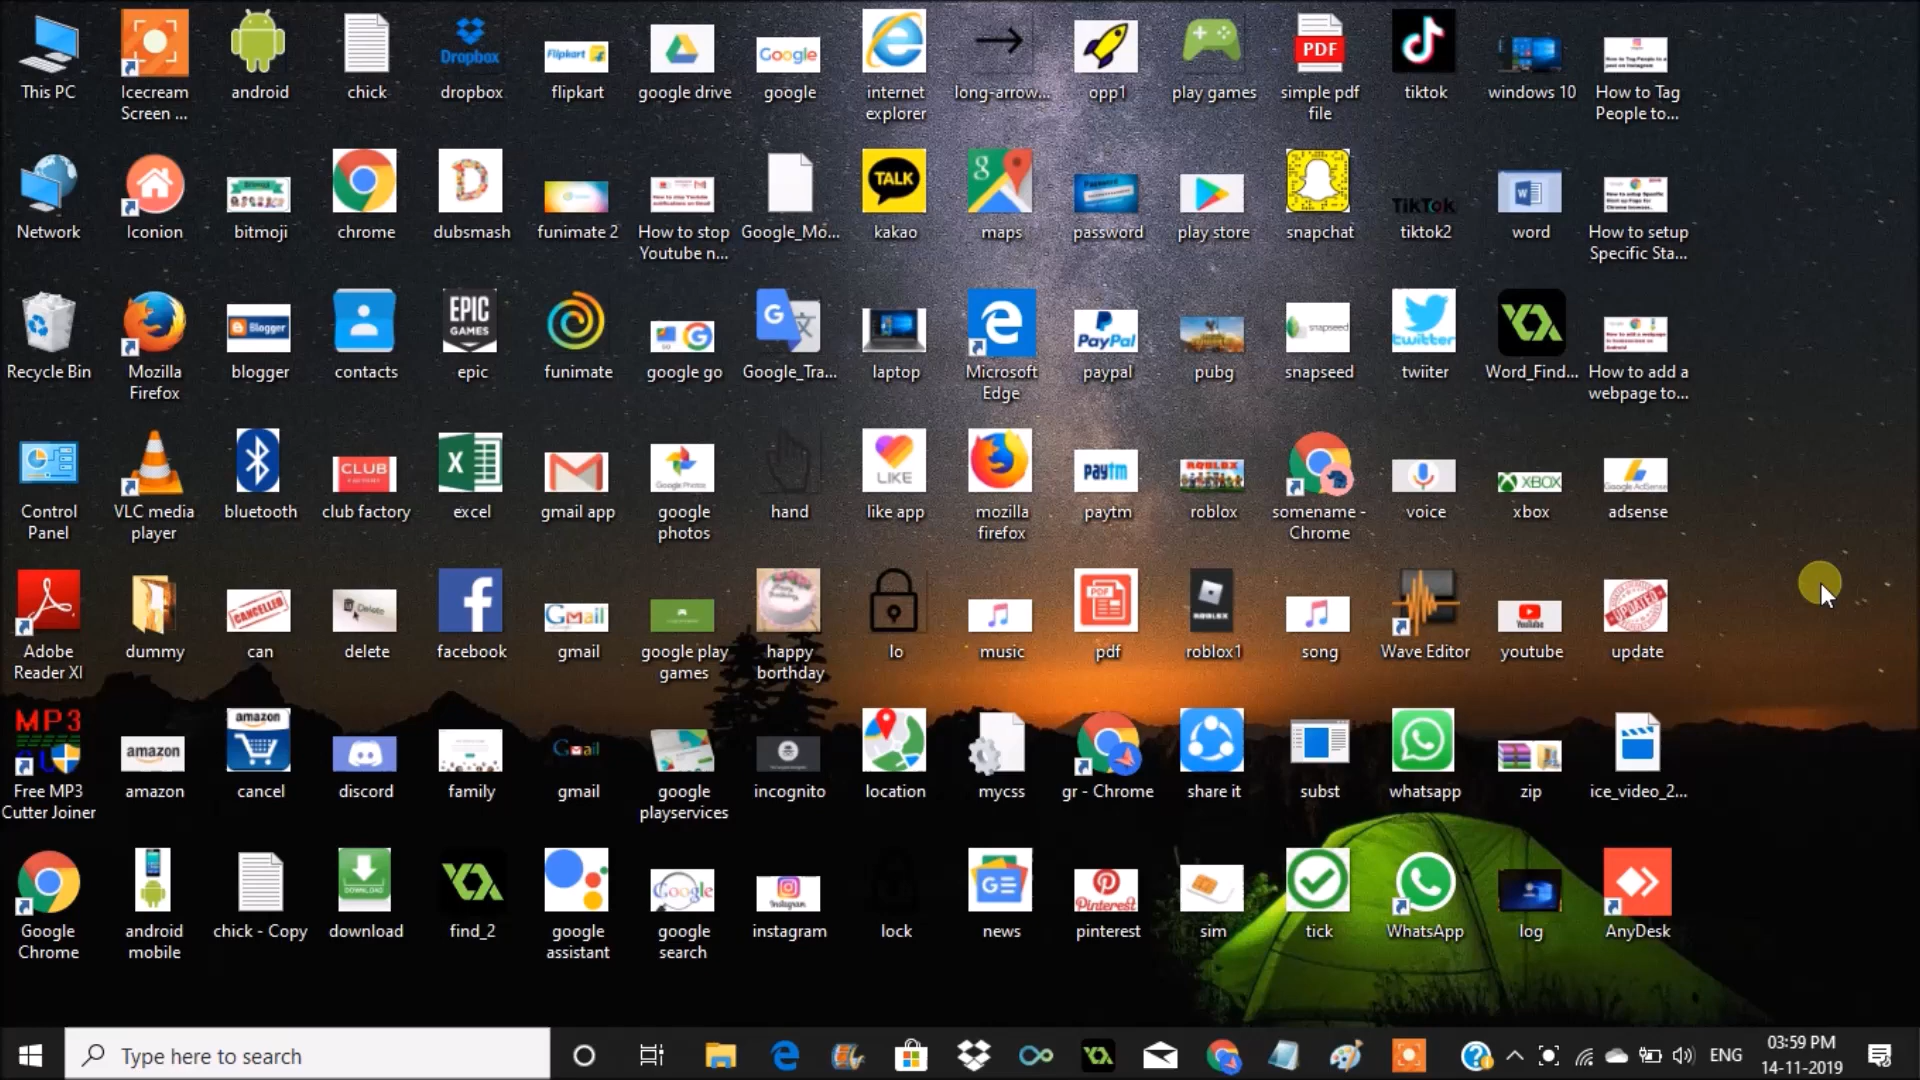 This PC
Icecream
Screen ...
android
chick
dropbox
flipkart
google drive
google
internet
explorer
long-arrow...
opp1
play games
simple pdf
file
tiktok
windows 10
How to Tag
People to...
Network
Iconion
bitmoji
chrome
dubsmash
funimate 2
How to stop
Youtube n...
Google_Mo...
kakao
maps
password
play store
snapchat
tiktok2
word
How to setup
Specific Sta...
Recycle Bin
Mozilla
Firefox
blogger
contacts
epic
funimate
google go
Google_Tra...
laptop
Microsoft
Edge
paypal
pubg
snapseed
twiiter
Word_Find...
How to add a
webpage to...
Control
Panel
VLC media
player
bluetooth
club factory
excel
gmail app
google
photos
hand
like app
mozilla
firefox
paytm
roblox
somename -
Chrome
voice
xbox
adsense
Adobe
Reader XI
dummy
can
delete
facebook
gmail
google play
games
happy
borthday
lo
music
pdf
roblox1
song
Wave Editor
youtube
update
Free MP3
Cutter Joiner
amazon
cancel
discord
family
gmail
google
playservices
incognito
location
mycss
gr - Chrome
share it
subst
whatsapp
zip
ice_video_2...
Google
Chrome
android
mobile
chick - Copy
download
find_2
google
assistant
google
search
instagram
lock
news
pinterest
sim
tick
WhatsApp
log
AnyDesk
Type here to search
ENG
03:59 PM
14-11-2019